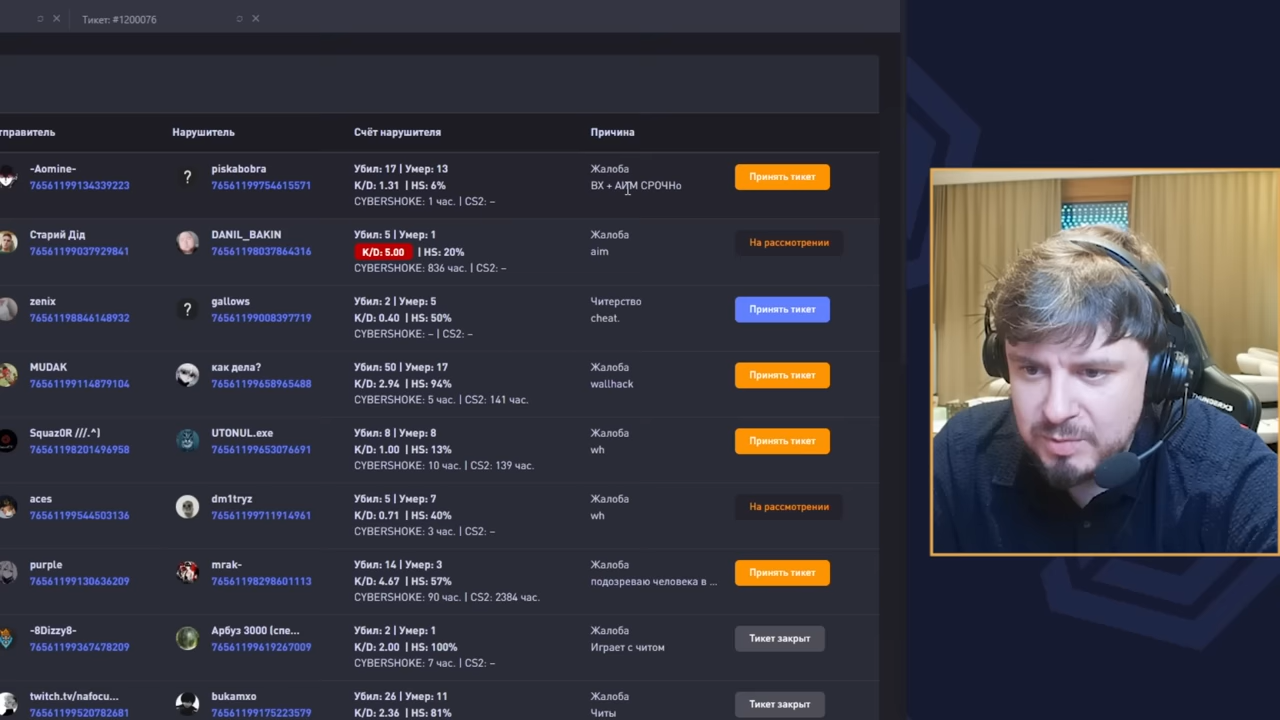 Тикет: #1200076
тправитель Нарушитель Счёт нарушителя Причина
-Aomine- piskabobra Убил: 17 | Умер: 13 Жалоба Принять тикет
76561199134339223 76561199754615571 K/D: 1.31 | HS: 6% ВХ + АИМ СРОЧНо
CYBERSHOKE: 1 час. | CS2: –
Старий Дід DANIL_BAKIN Убил: 5 | Умер: 1 Жалоба На рассмотрении
76561199037929841 76561198037864316 K/D: 5.00 | HS: 20% aim
CYBERSHOKE: 836 час. | CS2: –
zenix gallows Убил: 2 | Умер: 5 Читерство Принять тикет
76561198846148932 76561199008397719 K/D: 0.40 | HS: 50% cheat.
CYBERSHOKE: – | CS2: –
MUDAK как дела? Убил: 50 | Умер: 17 Жалоба Принять тикет
76561199114879104 76561199658965488 K/D: 2.94 | HS: 94% wallhack
CYBERSHOKE: 5 час. | CS2: 141 час.
Squaz0R ///.^) UTONUL.exe Убил: 8 | Умер: 8 Жалоба Принять тикет
76561198201496958 76561199653076691 K/D: 1.00 | HS: 13% wh
CYBERSHOKE: 10 час. | CS2: 139 час.
aces dm1tryz Убил: 5 | Умер: 7 Жалоба На рассмотрении
76561199544503136 76561199711914961 K/D: 0.71 | HS: 40% wh
CYBERSHOKE: 3 час. | CS2: –
purple mrak- Убил: 14 | Умер: 3 Жалоба Принять тикет
76561199130636209 76561198298601113 K/D: 4.67 | HS: 57% подозреваю человека в ...
CYBERSHOKE: 90 час. | CS2: 2384 час.
-8Dizzy8- Арбуз 3000 (спе... Убил: 2 | Умер: 1 Жалоба Тикет закрыт
76561199367478209 76561199619267009 K/D: 2.00 | HS: 100% Играет с читом
CYBERSHOKE: 7 час. | CS2: –
twitch.tv/nafocu... bukamxo Убил: 26 | Умер: 11 Жалоба Тикет закрыт
76561199520782681 76561199175223579 K/D: 2.36 | HS: 81% Читы